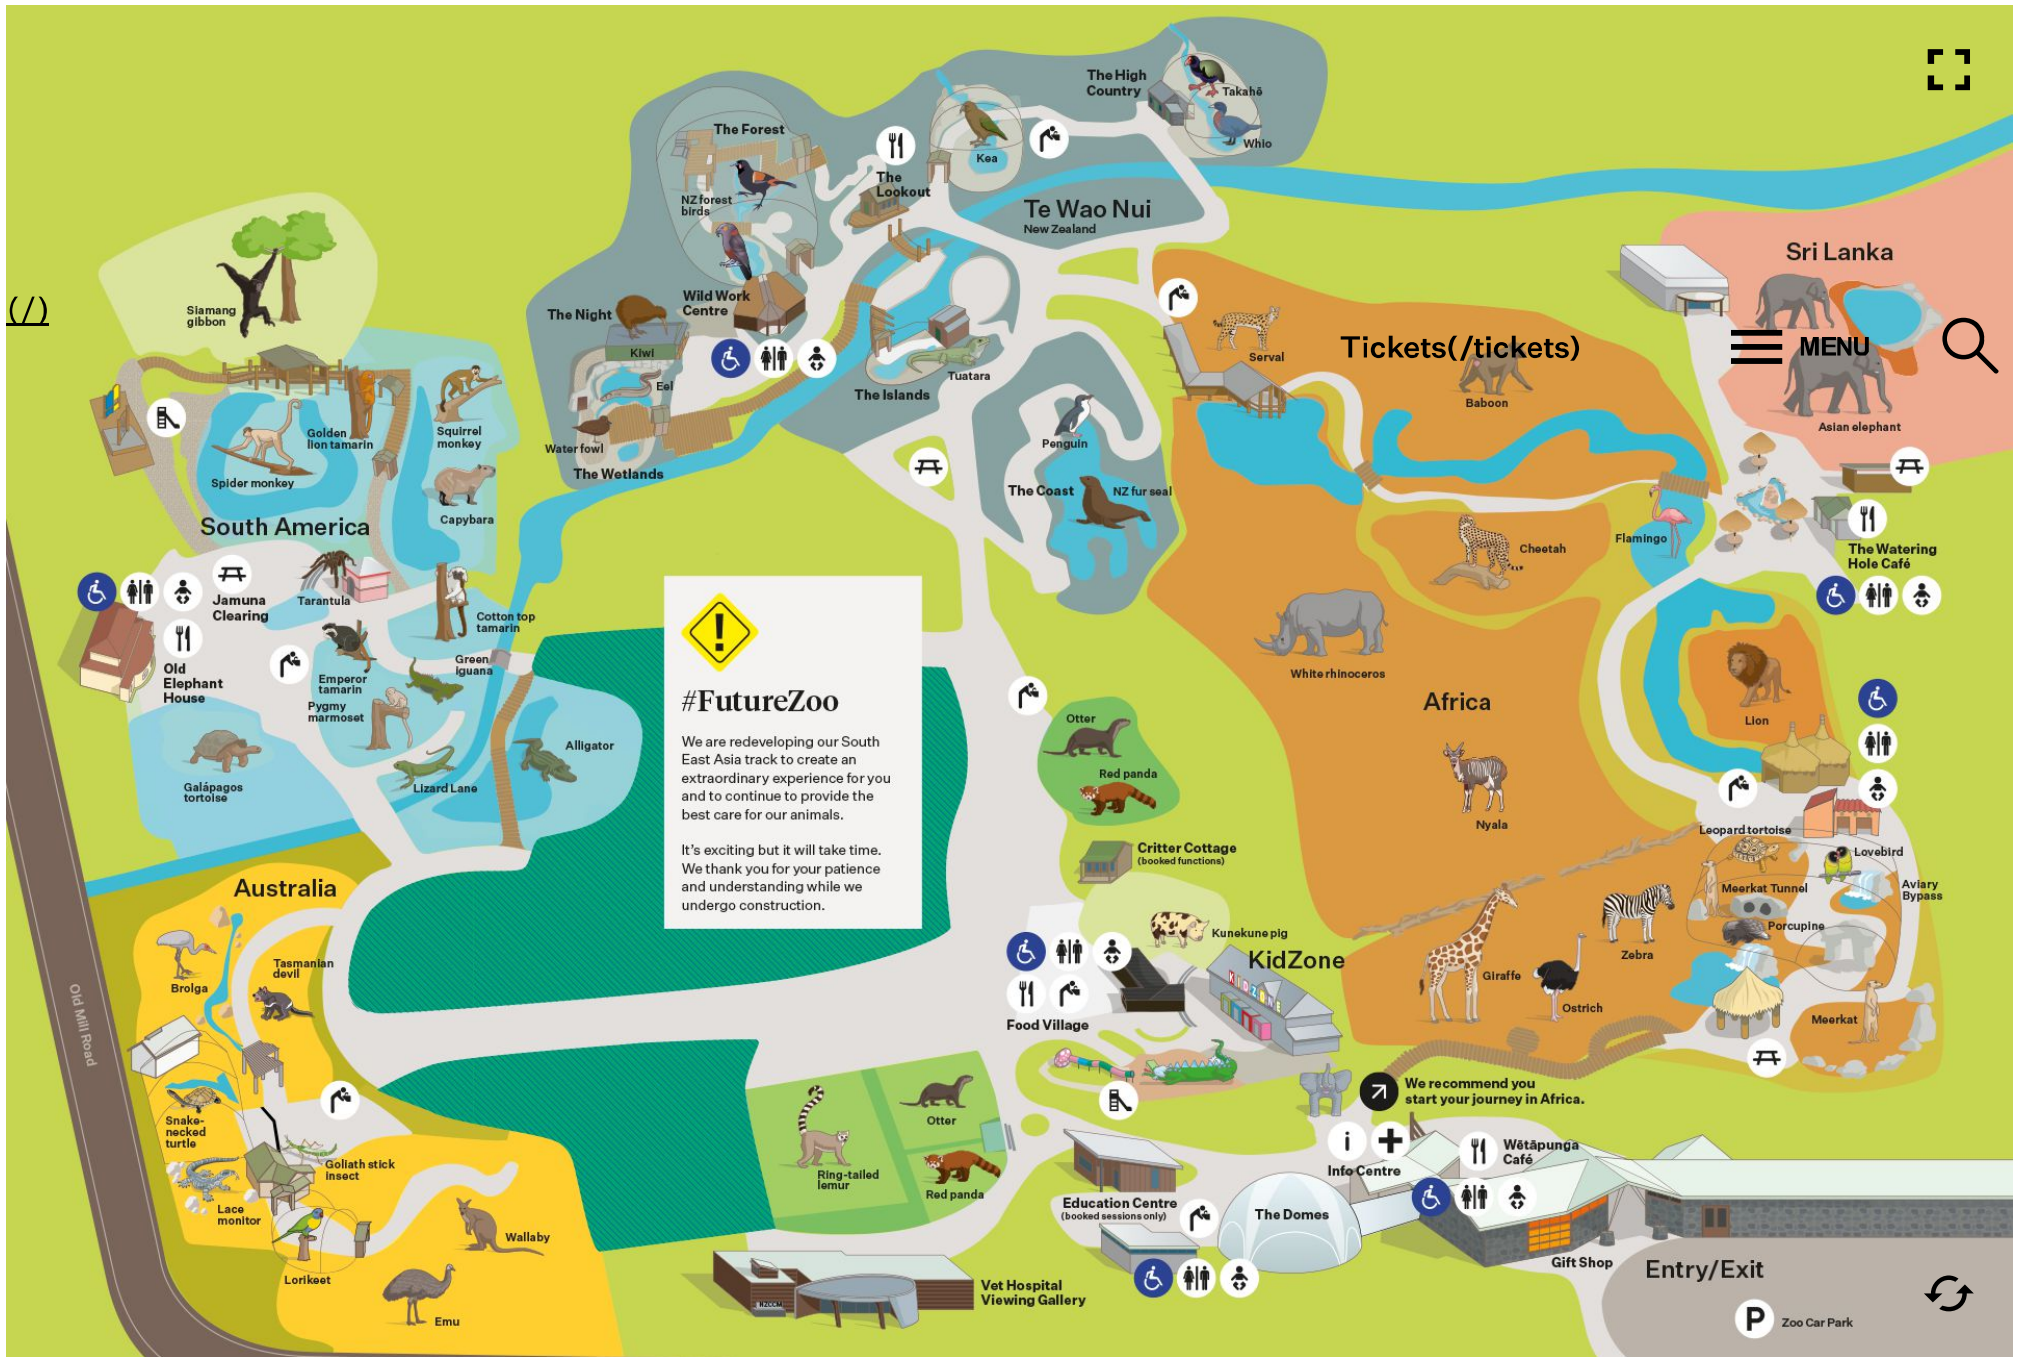 The High
Country
Takahē
Whio
The Forest
NZ forest
birds
The
Lookout
Kea
Te Wao Nui
New Zealand
Sri Lanka
Asian elephant
MENU
Tickets(/tickets)
(/)
Siamang
gibbon
The Night
Kiwi
Eel
Water fowl
The Wetlands
Wild Work
Centre
The Islands
Tuatara
Serval
Baboon
Penguin
The Coast
NZ fur seal
Golden
lion tamarin
Squirrel
monkey
Spider monkey
Capybara
South America
Cheetah
Flamingo
The Watering
Hole Café
Jamuna
Clearing
Tarantula
Cotton top
tamarin
Old
Elephant
House
Emperor
tamarin
Green
iguana
Pygmy
marmoset
Alligator
Galápagos
tortoise
Lizard Lane
!
#FutureZoo
We are redeveloping our South
East Asia track to create an
extraordinary experience for you
and to continue to provide the
best care for our animals.
It's exciting but it will take time.
We thank you for your patience
and understanding while we
undergo construction.
White rhinoceros
Africa
Lion
Otter
Red panda
Nyala
Critter Cottage
(booked functions)
Leopard tortoise
Lovebird
Meerkat Tunnel
Aviary
Bypass
Porcupine
Zebra
Giraffe
Ostrich
Meerkat
Kunekune pig
KidZone
KIDZONE
Food Village
Australia
Brolga
Tasmanian
devil
Old Mill Road
Snake-
necked
turtle
Goliath stick
insect
Lace
monitor
Lorikeet
Wallaby
Emu
Ring-tailed
lemur
Otter
Red panda
We recommend you
start your journey in Africa.
i
Info Centre
Wētāpunga
Café
Education Centre
(booked sessions only)
The Domes
Gift Shop
Entry/Exit
NZCCM
Vet Hospital
Viewing Gallery
P
Zoo Car Park